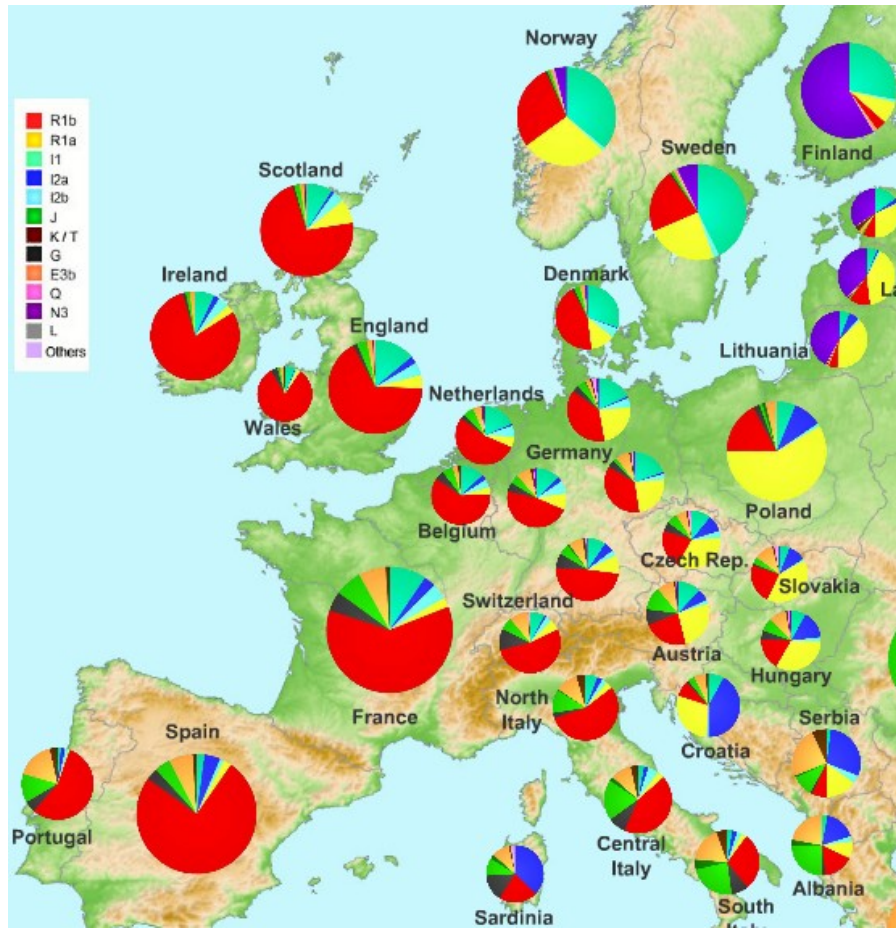 Norway
R1b
R1a
I1
I2a
I2b
J
K / T
G
E3b
Q
N3
L
Others
Sweden
Finland
Scotland
Ireland
Denmark
La
England
Lithuania
Netherlands
Wales
Germany
Belgium
Poland
Czech Rep.
Slovakia
Switzerland
Austria
Hungary
North
Italy
France
Spain
Croatia
Serbia
Portugal
Central
Italy
Albania
Sardinia
South